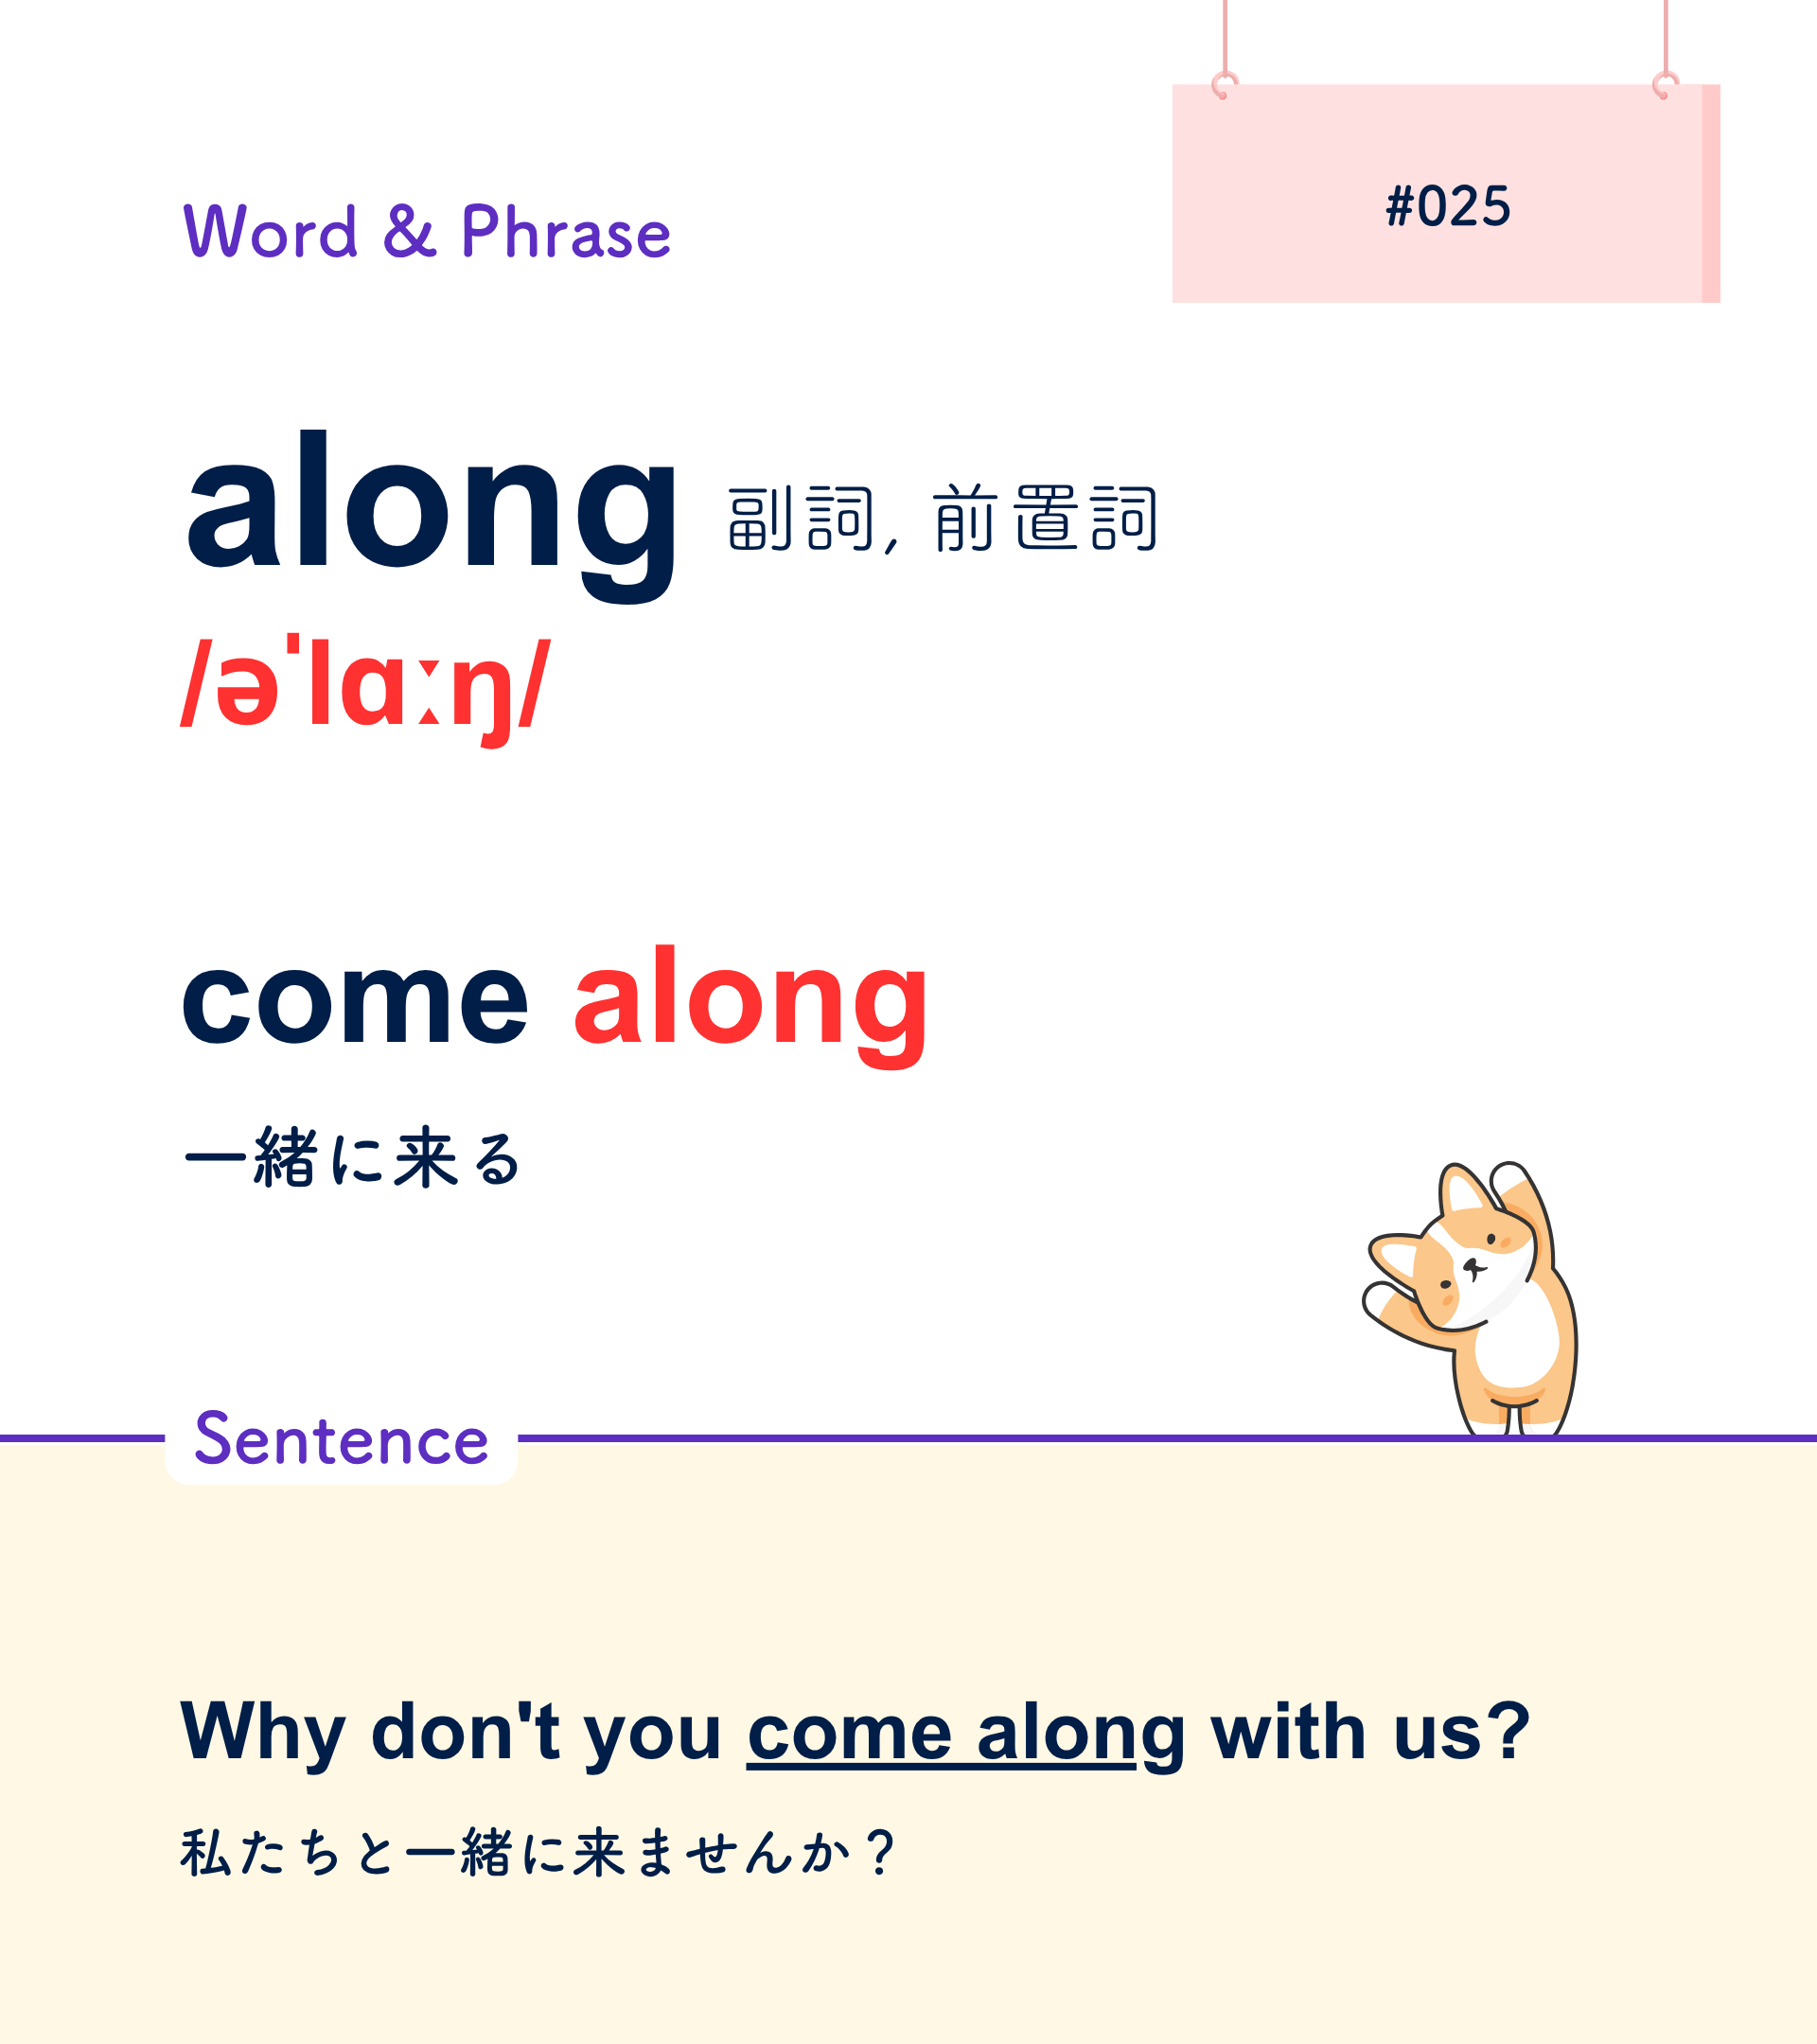 #025
Word & Phrase
along 副詞, 前置詞
/əˈlɑːŋ/
come along
一緒に来る
Sentence
Why don't you come along with us?
私たちと一緒に来ませんか？